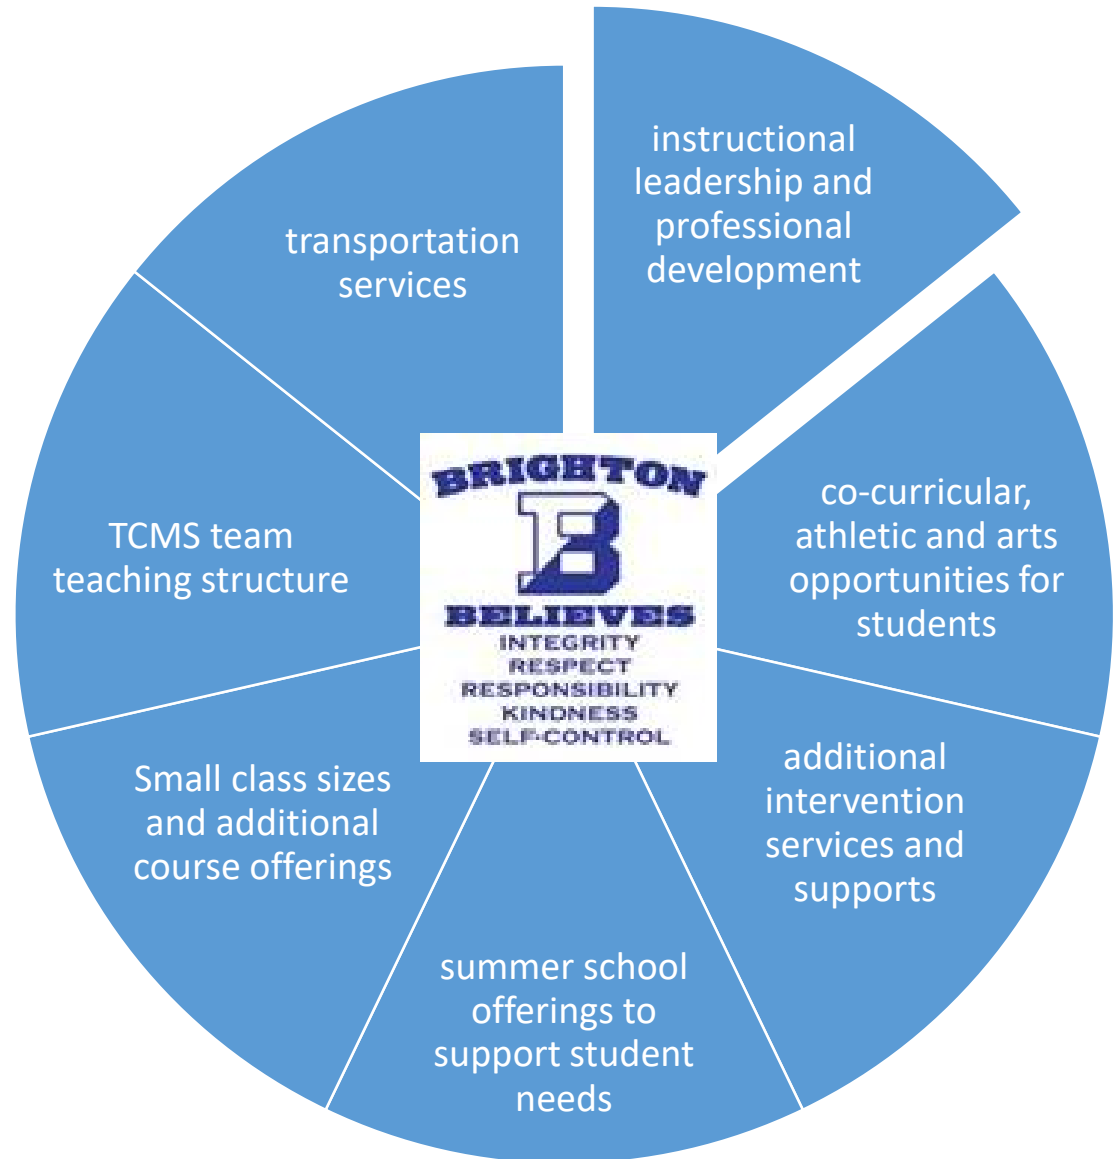 instructional
leadership and
professional
development
co-curricular,
athletic and arts
opportunities for
students
additional
intervention
services and
supports
summer school
offerings to
support student
needs
Small class sizes
and additional
course offerings
TCMS team
teaching structure
transportation
services
BRIGHTON
B
BELIEVES
INTEGRITY
RESPECT
RESPONSIBILITY
KINDNESS
SELF-CONTROL